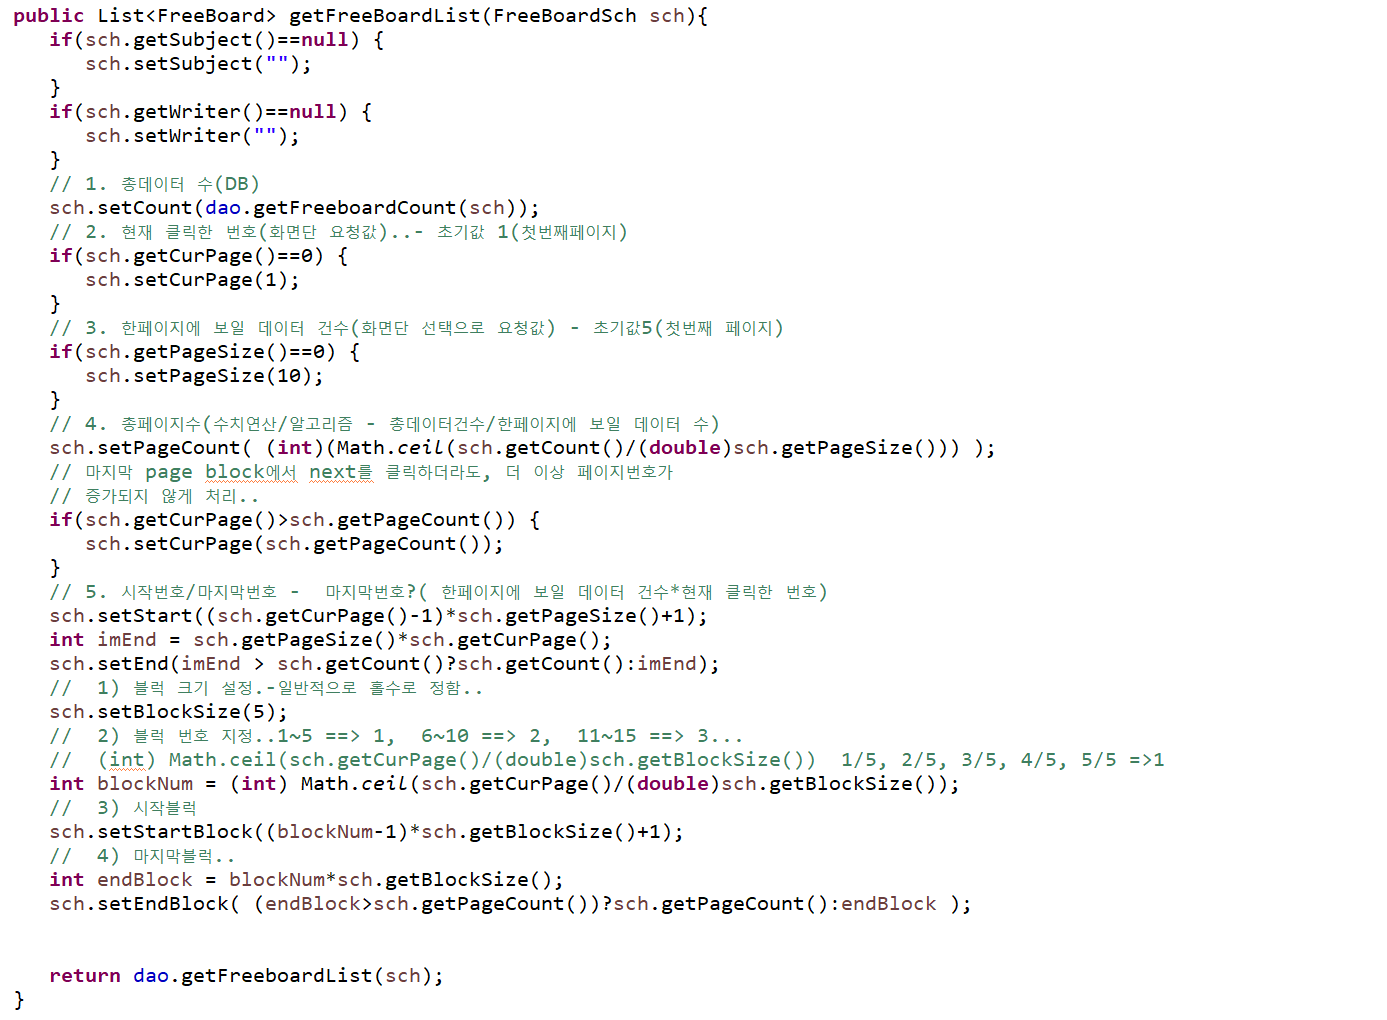 public List<FreeBoard> getFreeBoardList(FreeBoardSch sch){
   if(sch.getSubject()==null) {
      sch.setSubject("");
   }
   if(sch.getWriter()==null) {
      sch.setWriter("");
   }
   // 1. 총데이터 수(DB)
   sch.setCount(dao.getFreeboardCount(sch));
   // 2. 현재 클릭한 번호(화면단 요청값)..- 초기값 1(첫번째페이지)
   if(sch.getCurPage()==0) {
      sch.setCurPage(1);
   }
   // 3. 한페이지에 보일 데이터 건수(화면단 선택으로 요청값) - 초기값5(첫번째 페이지)
   if(sch.getPageSize()==0) {
      sch.setPageSize(10);
   }
   // 4. 총페이지수(수치연산/알고리즘 - 총데이터건수/한페이지에 보일 데이터 수)
   sch.setPageCount( (int)(Math.ceil(sch.getCount()/(double)sch.getPageSize())) );
   // 마지막 page block에서 next를 클릭하더라도, 더 이상 페이지번호가
   // 증가되지 않게 처리..
   if(sch.getCurPage()>sch.getPageCount()) {
      sch.setCurPage(sch.getPageCount());
   }
   // 5. 시작번호/마지막번호 -  마지막번호?( 한페이지에 보일 데이터 건수*현재 클릭한 번호)
   sch.setStart((sch.getCurPage()-1)*sch.getPageSize()+1);
   int imEnd = sch.getPageSize()*sch.getCurPage();
   sch.setEnd(imEnd > sch.getCount()?sch.getCount():imEnd);
   //  1) 블럭 크기 설정.-일반적으로 홀수로 정함..
   sch.setBlockSize(5);
   //  2) 블럭 번호 지정..1~5 ==> 1,  6~10 ==> 2,  11~15 ==> 3...
   //  (int) Math.ceil(sch.getCurPage()/(double)sch.getBlockSize())  1/5, 2/5, 3/5, 4/5, 5/5 =>1
   int blockNum = (int) Math.ceil(sch.getCurPage()/(double)sch.getBlockSize());
   //  3) 시작블럭
   sch.setStartBlock((blockNum-1)*sch.getBlockSize()+1);
   //  4) 마지막블럭..
   int endBlock = blockNum*sch.getBlockSize();
   sch.setEndBlock( (endBlock>sch.getPageCount())?sch.getPageCount():endBlock );
   return dao.getFreeboardList(sch);
}